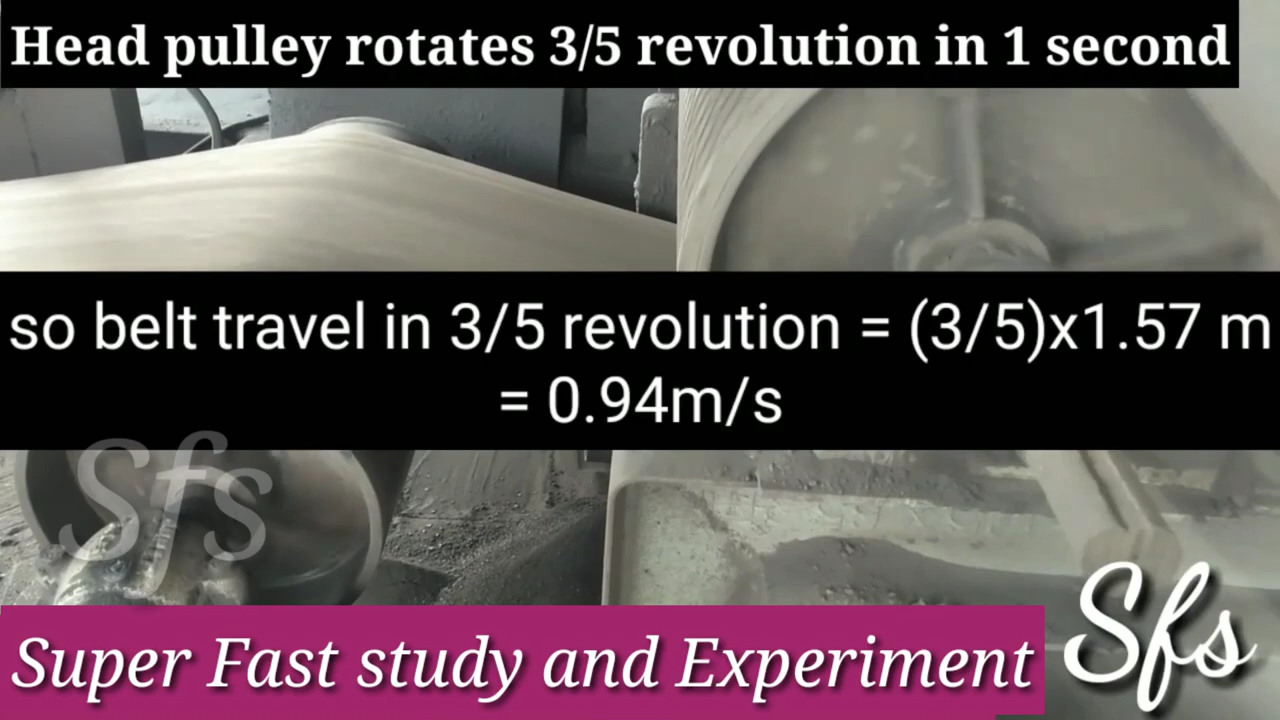 Head pulley rotates 3/5 revolution in 1 second
so belt travel in 3/5 revolution = (3/5)x1.57 m
= 0.94m/s
Sfs
Sfs
Super Fast study and Experiment